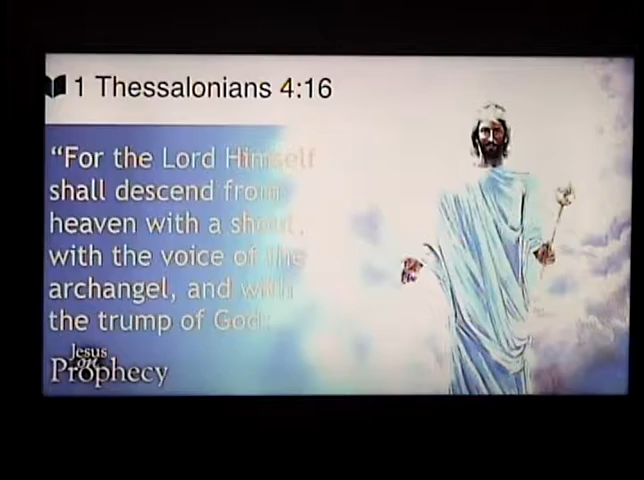 1 Thessalonians 4:16
“For the Lord Himself
shall descend from
heaven with a shout,
with the voice of the
archangel, and with
the trump of God:
Jesus
on
Prophecy